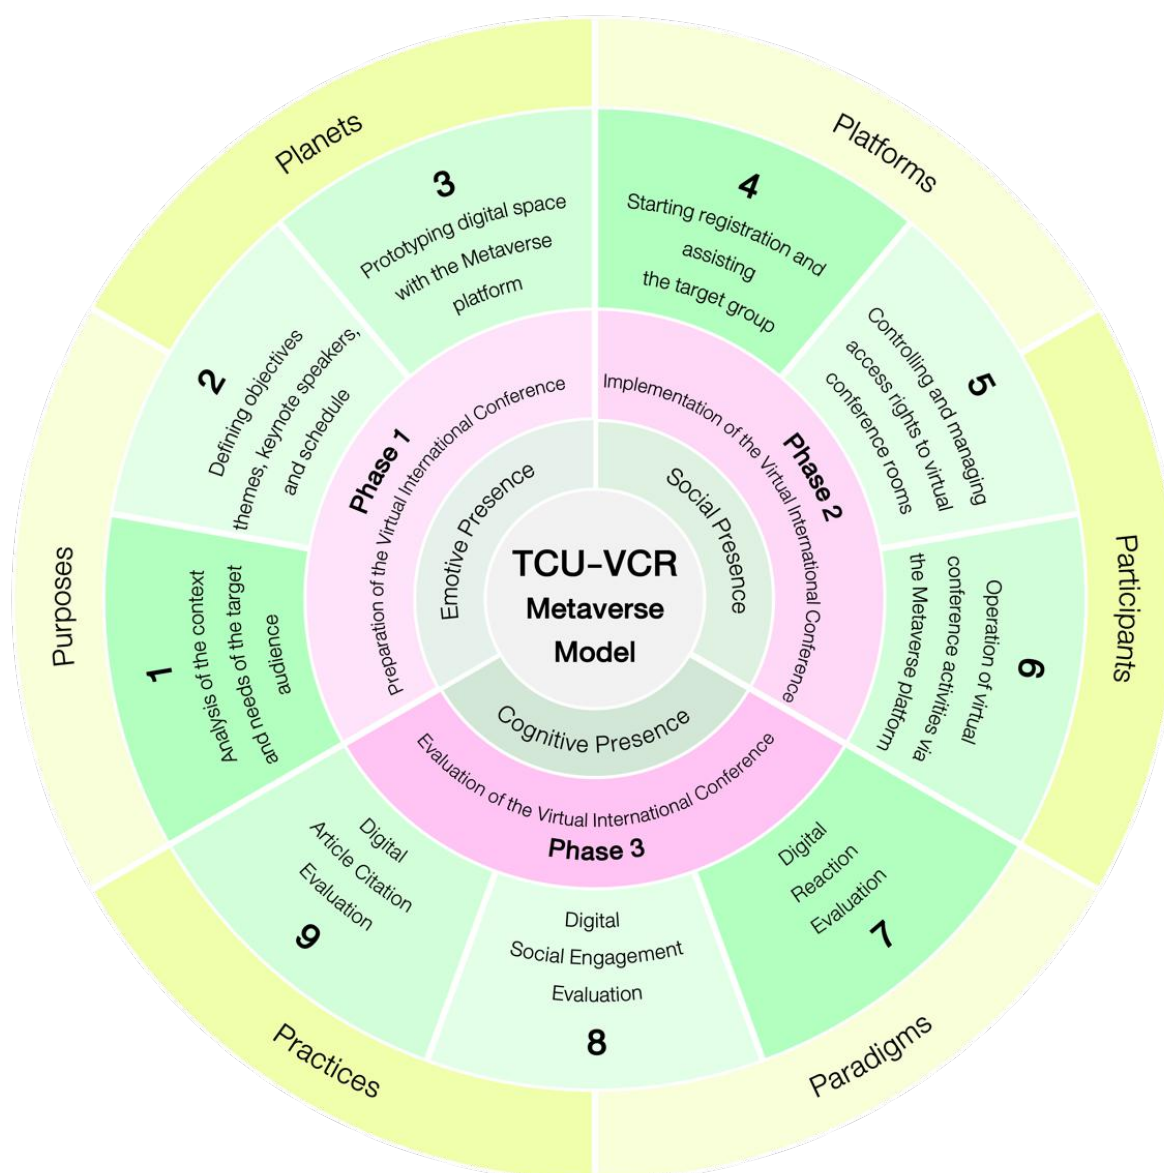 Planets
Platforms
Participants
Paradigms
Practices
Purposes
1
Analysis of the context
and needs of the target
audience
2
Defining objectives
themes, keynote speakers,
and schedule
3
Prototyping digital space
with the Metaverse
platform
4
Starting registration and
assisting
the target group
5
Controlling and managing
access rights to virtual
conference rooms
6
Operation of virtual
conference activities via
the Metaverse platform
Digital
Reaction
Evaluation
7
Digital
Social Engagement
Evaluation
8
Digital
Article Citation
Evaluation
9
Phase 1
Preparation of the Virtual International Conference
Phase 2
Implementation of the Virtual International Conference
Evaluation of the Virtual International Conference
Phase 3
Emotive Presence
Social Presence
Cognitive Presence
TCU-VCR
Metaverse
Model